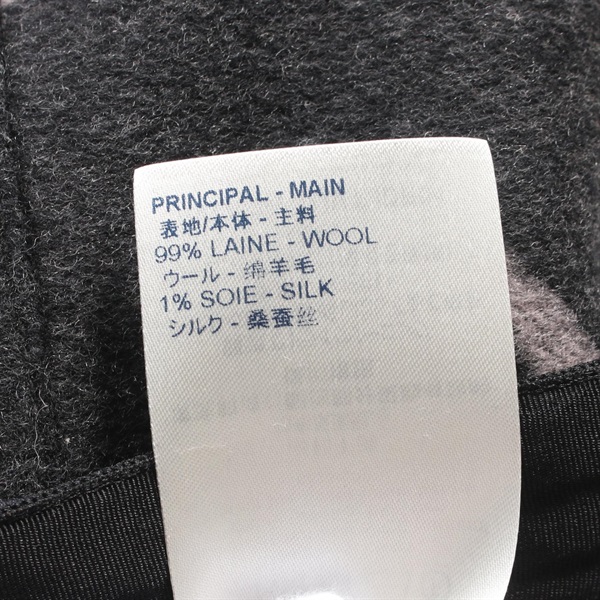 PRINCIPAL - MAIN
表地/本体 - 主料
99% LAINE - WOOL
ウール - 绵羊毛
1% SOIE - SILK
シルク - 桑蚕丝